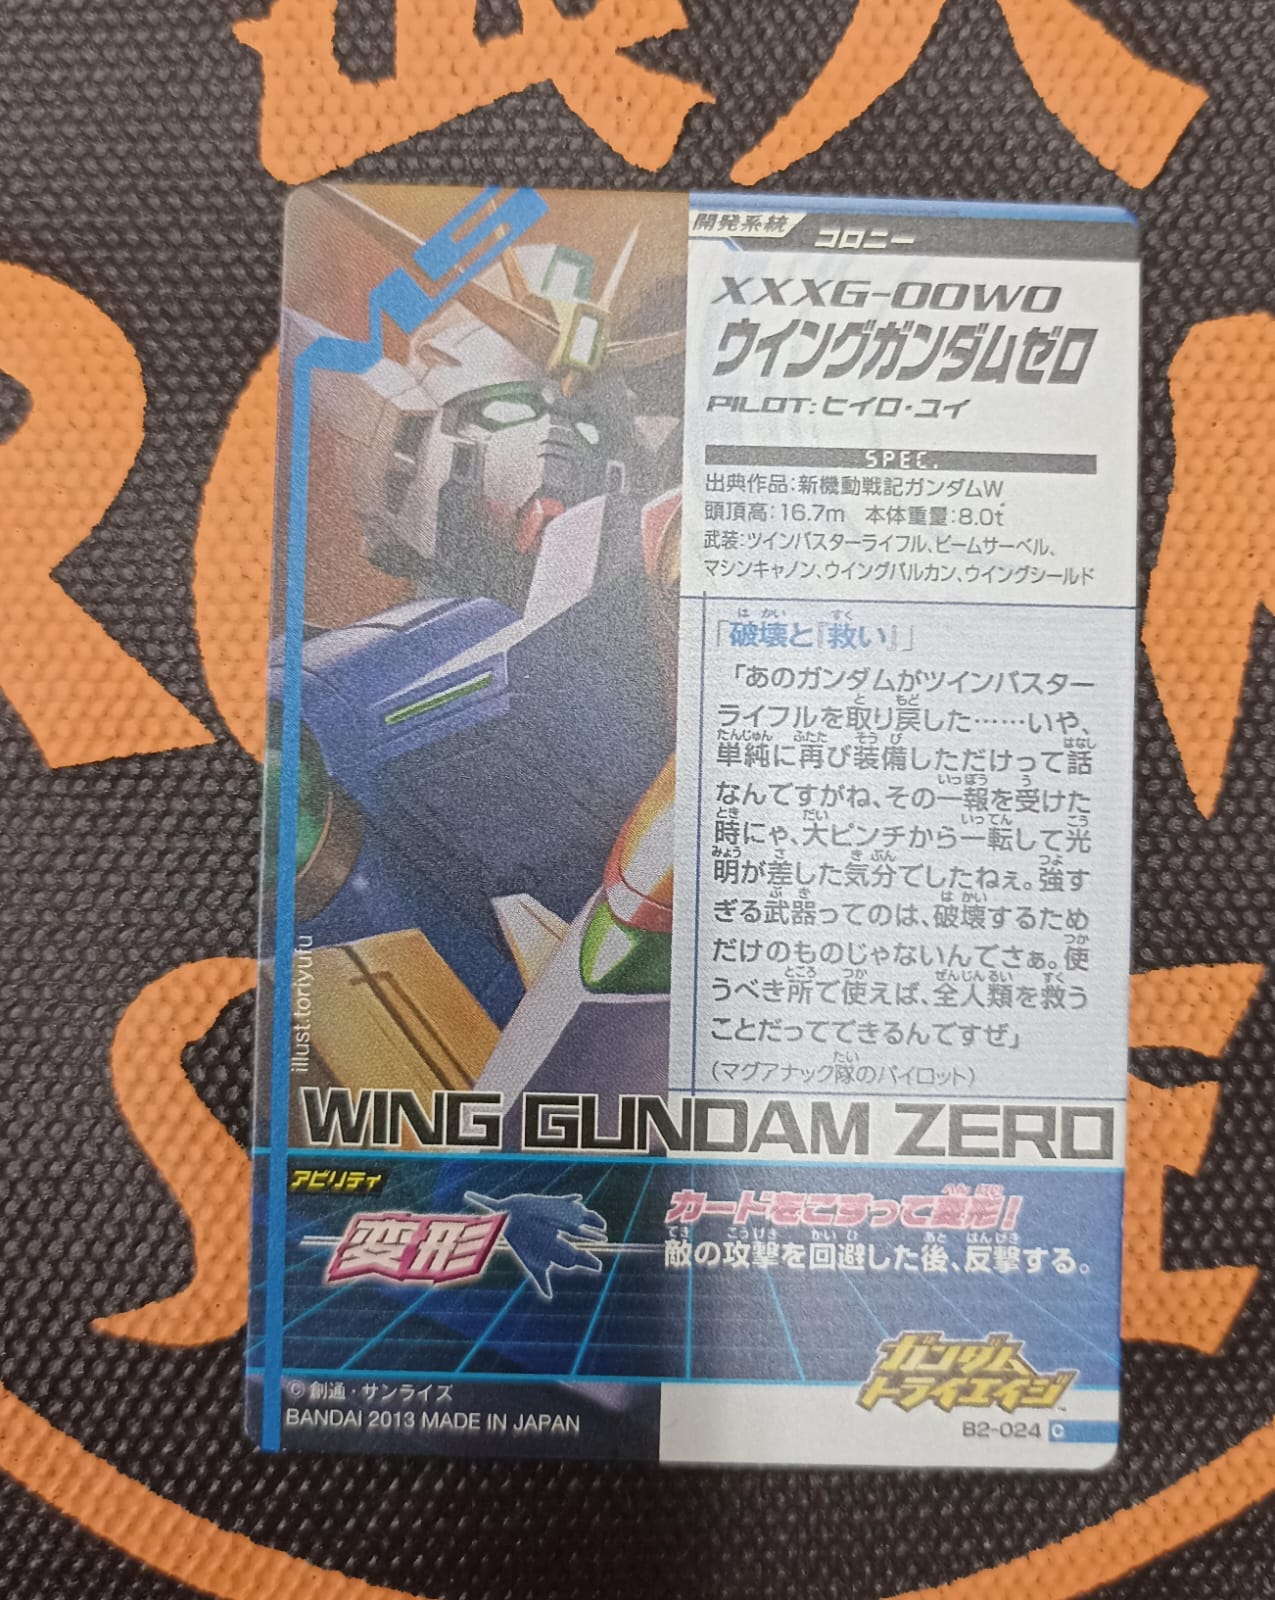 MS
開発系統 コロニー
XXXG-00W0
ウイングガンダムゼロ
PILOT:ヒイロ・ユイ
SPEC.
出典作品:新機動戦記ガンダムW
頭頂高:16.7m 本体重量:8.0t
武装:ツインバスターライフル、ビームサーベル、
マシンキャノン、ウイングバルカン、ウイングシールド
「破壊と『救い』」
「あのガンダムがツインバスター
ライフルを取り戻した……いや、
単純に再び装備しただけって話
なんですがね、その一報を受けた
時にゃ、大ピンチから一転して光
明が差した気分でしたねぇ。強す
ぎる武器ってのは、破壊するため
だけのものじゃないんでさぁ。使
うべき所で使えば、全人類を救う
ことだってできるんですぜ」
(マグアナック隊のパイロット)
illust.toriyufu
WING GUNDAM ZERO
アビリティ
変形
カードをこすって変形!
敵の攻撃を回避した後、反撃する。
ガンダム
トライエイジ
© 創通・サンライズ
BANDAI 2013 MADE IN JAPAN
B2-024 C